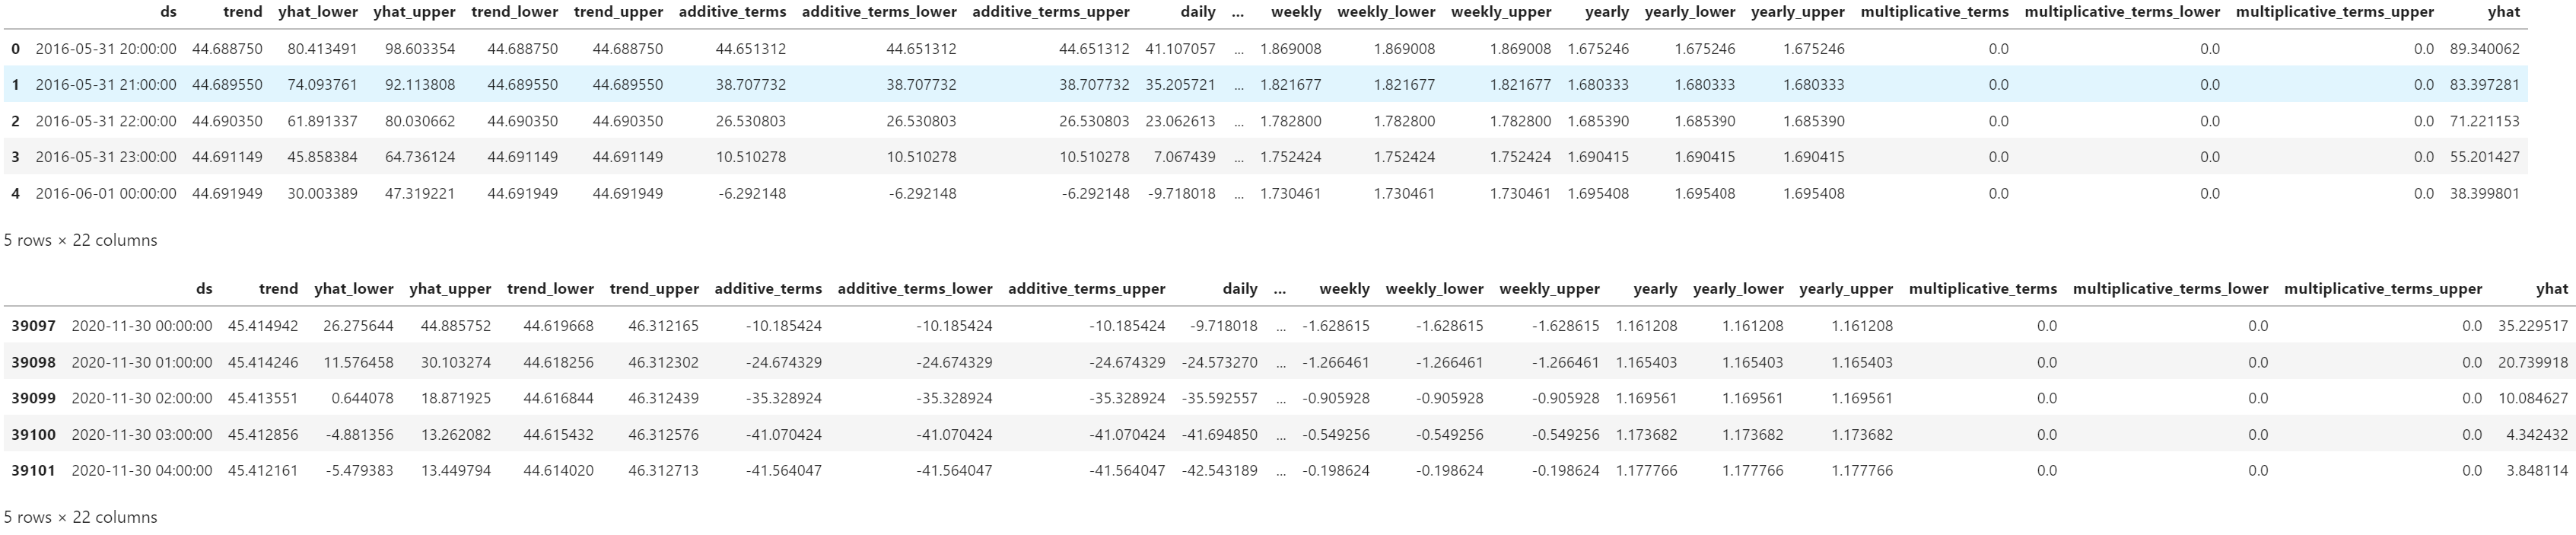 ds trend yhat_lower yhat_upper trend_lower trend_upper additive_terms additive_terms_lower additive_terms_upper daily ... weekly weekly_lower weekly_upper yearly yearly_lower yearly_upper multiplicative_terms multiplicative_terms_lower multiplicative_terms_upper yhat
0 2016-05-31 20:00:00 44.688750 80.413491 98.603354 44.688750 44.688750 44.651312 44.651312 44.651312 41.107057 ... 1.869008 1.869008 1.869008 1.675246 1.675246 1.675246 0.0 0.0 0.0 89.340062
1 2016-05-31 21:00:00 44.689550 74.093761 92.113808 44.689550 44.689550 38.707732 38.707732 38.707732 35.205721 ... 1.821677 1.821677 1.821677 1.680333 1.680333 1.680333 0.0 0.0 0.0 83.397281
2 2016-05-31 22:00:00 44.690350 61.891337 80.030662 44.690350 44.690350 26.530803 26.530803 26.530803 23.062613 ... 1.782800 1.782800 1.782800 1.685390 1.685390 1.685390 0.0 0.0 0.0 71.221153
3 2016-05-31 23:00:00 44.691149 45.858384 64.736124 44.691149 44.691149 10.510278 10.510278 10.510278 7.067439 ... 1.752424 1.752424 1.752424 1.690415 1.690415 1.690415 0.0 0.0 0.0 55.201427
4 2016-06-01 00:00:00 44.691949 30.003389 47.319221 44.691949 44.691949 -6.292148 -6.292148 -6.292148 -9.718018 ... 1.730461 1.730461 1.730461 1.695408 1.695408 1.695408 0.0 0.0 0.0 38.399801
5 rows × 22 columns
ds trend yhat_lower yhat_upper trend_lower trend_upper additive_terms additive_terms_lower additive_terms_upper daily ... weekly weekly_lower weekly_upper yearly yearly_lower yearly_upper multiplicative_terms multiplicative_terms_lower multiplicative_terms_upper yhat
39097 2020-11-30 00:00:00 45.414942 26.275644 44.885752 44.619668 46.312165 -10.185424 -10.185424 -10.185424 -9.718018 ... -1.628615 -1.628615 -1.628615 1.161208 1.161208 1.161208 0.0 0.0 0.0 35.229517
39098 2020-11-30 01:00:00 45.414246 11.576458 30.103274 44.618256 46.312302 -24.674329 -24.674329 -24.674329 -24.573270 ... -1.266461 -1.266461 -1.266461 1.165403 1.165403 1.165403 0.0 0.0 0.0 20.739918
39099 2020-11-30 02:00:00 45.413551 0.644078 18.871925 44.616844 46.312439 -35.328924 -35.328924 -35.328924 -35.592557 ... -0.905928 -0.905928 -0.905928 1.169561 1.169561 1.169561 0.0 0.0 0.0 10.084627
39100 2020-11-30 03:00:00 45.412856 -4.881356 13.262082 44.615432 46.312576 -41.070424 -41.070424 -41.070424 -41.694850 ... -0.549256 -0.549256 -0.549256 1.173682 1.173682 1.173682 0.0 0.0 0.0 4.342432
39101 2020-11-30 04:00:00 45.412161 -5.479383 13.449794 44.614020 46.312713 -41.564047 -41.564047 -41.564047 -42.543189 ... -0.198624 -0.198624 -0.198624 1.177766 1.177766 1.177766 0.0 0.0 0.0 3.848114
5 rows × 22 columns